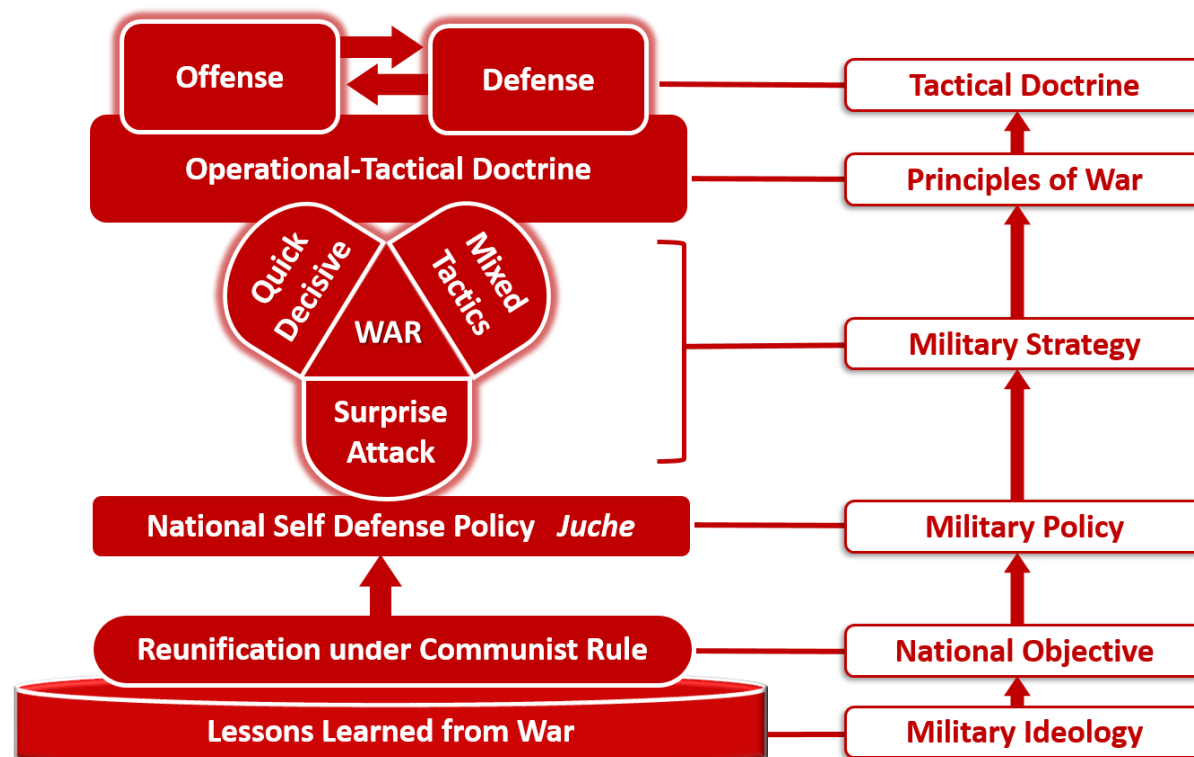 Offense
Defense
Tactical Doctrine
Operational-Tactical Doctrine
Principles of War
Quick
Decisive
Mixed
Tactics
WAR
Military Strategy
Surprise
Attack
National Self Defense Policy Juche
Military Policy
Reunification under Communist Rule
National Objective
Lessons Learned from War
Military Ideology